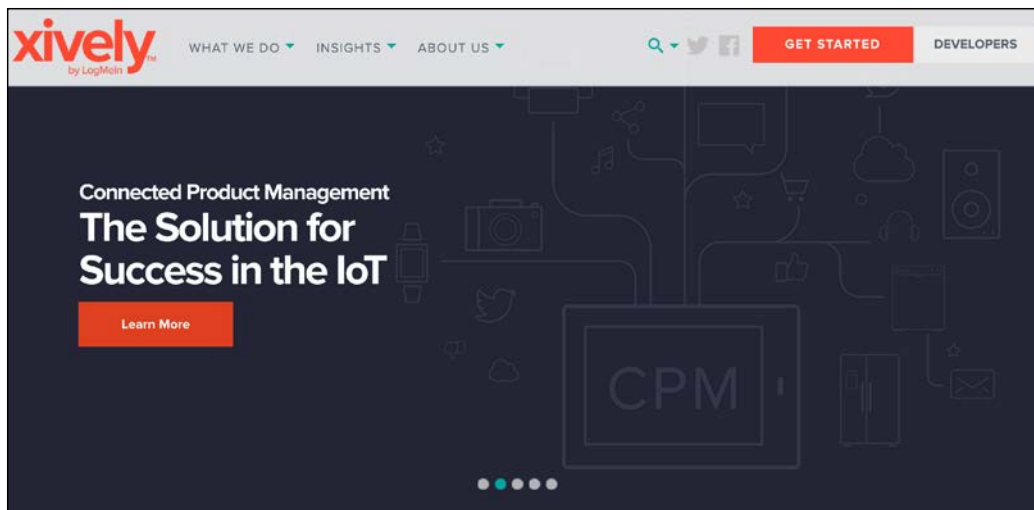 xively™
by LogMeIn
WHAT WE DO
INSIGHTS
ABOUT US
GET STARTED
DEVELOPERS
Connected Product Management
The Solution for
Success in the IoT
Learn More
CPM